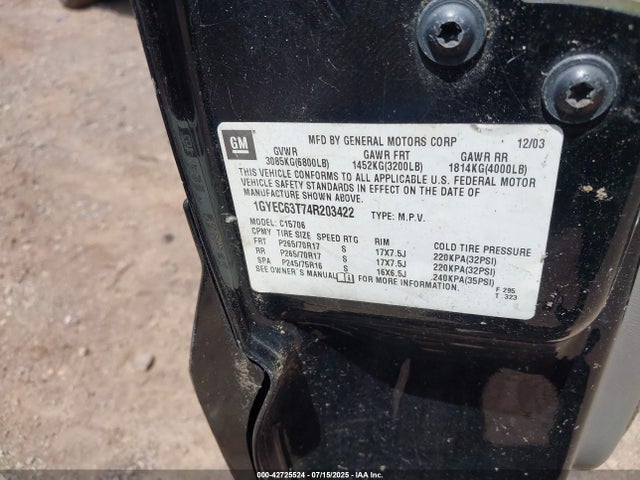 GM
MFD BY GENERAL MOTORS CORP 12/03
GVWR GAWR FRT GAWR RR
3085KG(6800LB) 1452KG(3200LB) 1814KG(4000LB)
THIS VEHICLE CONFORMS TO ALL APPLICABLE U.S. FEDERAL MOTOR
VEHICLE SAFETY STANDARDS IN EFFECT ON THE DATE OF
MANUFACTURE SHOWN ABOVE.
1GYEC63T74R203422 TYPE: M.P.V.
MODEL: C15706
CPMY TIRE SIZE SPEED RTG RIM COLD TIRE PRESSURE
FRT P265/70R17 S 17X7.5J 220KPA(32PSI)
RR P265/70R17 S 17X7.5J 220KPA(32PSI)
SPA P245/75R16 S 16X6.5J 240KPA(35PSI)
SEE OWNER'S MANUAL i FOR MORE INFORMATION.
F 295
T 323
000-42725524 07/15/2025 IAAI.com